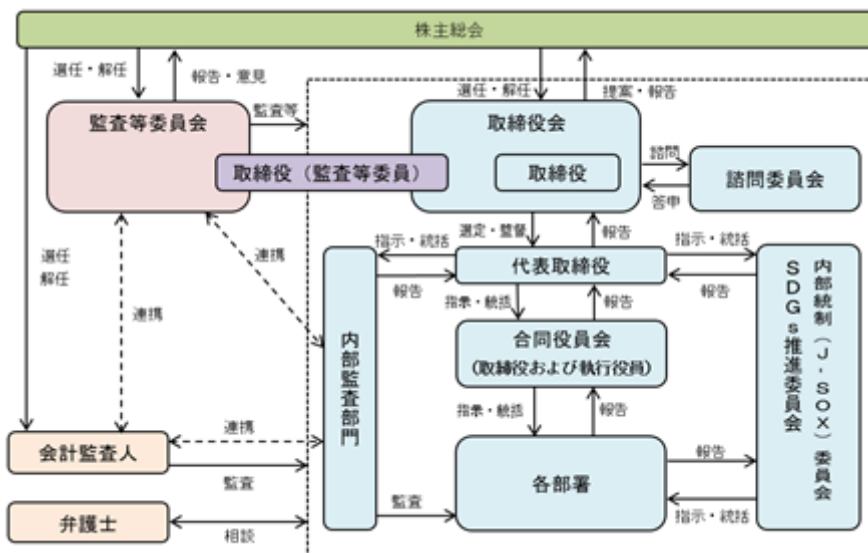 株主総会
選任・解任
報告・意見
選任・解任
提案・報告
監査等委員会
監査等
取締役会
取締役（監査等委員）
取締役
諮問
答申
諮問委員会
選任
解任
連携
連携
選定・監督
報告
指示・統括
報告
代表取締役
指示・統括
報告
指示・統括
報告
合同役員会
（取締役および執行役員）
指示・統括
報告
内部監査部門
内部統制（J-SOX）委員会
SDGs推進委員会
会計監査人
連携
監査
各部署
報告
指示・統括
監査
弁護士
相談